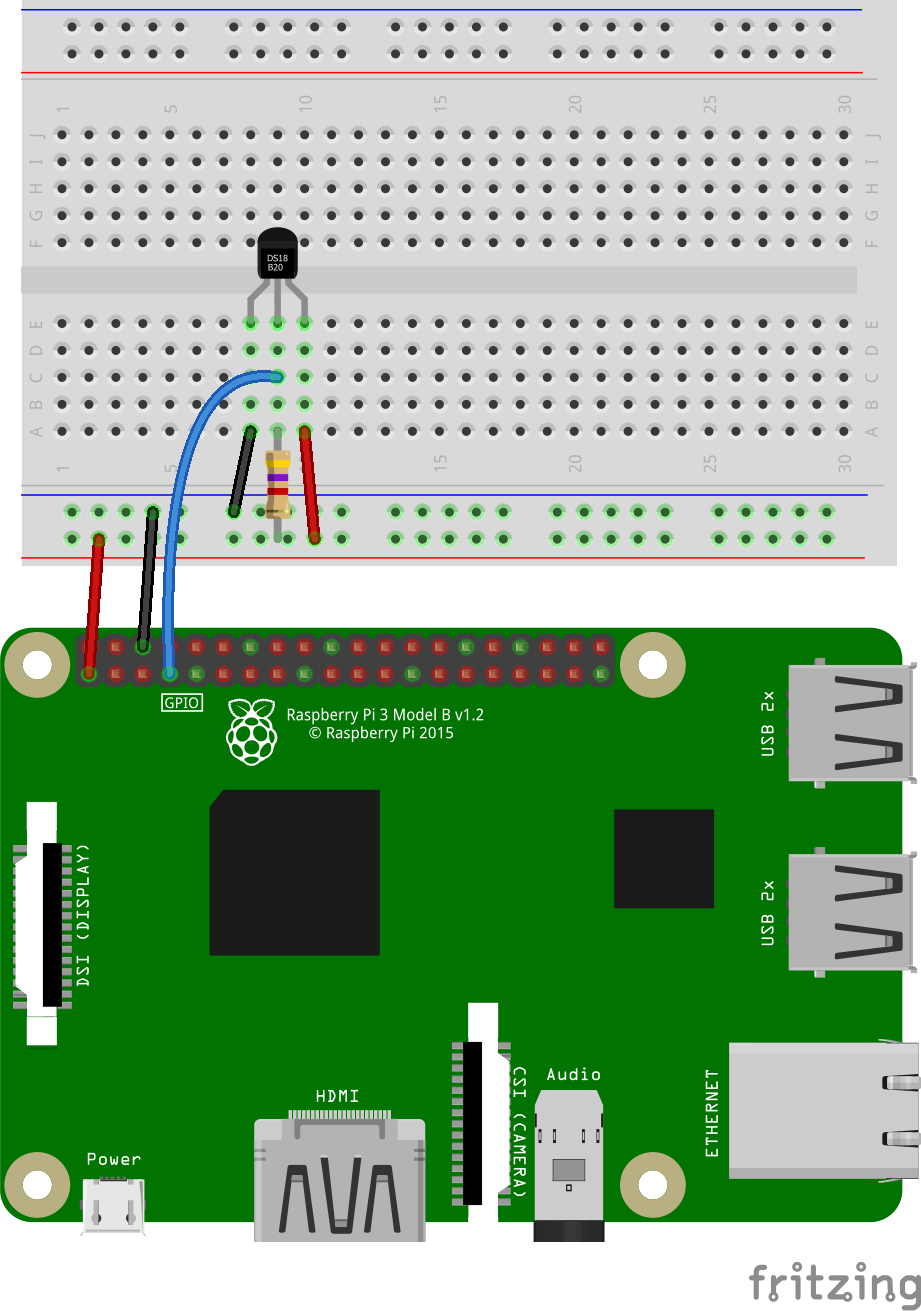 1 5 10 15 20 25 30
J J
I I
H H
G G
F F
DS18
B20
E E
D D
C C
B B
A A
1 5 15 20 25 30
GPIO
Raspberry Pi 3 Model B v1.2
© Raspberry Pi 2015
USB 2x
DSI (DISPLAY)
USB 2x
CSI (CAMERA)
Audio
ETHERNET
HDMI
Power
fritzing